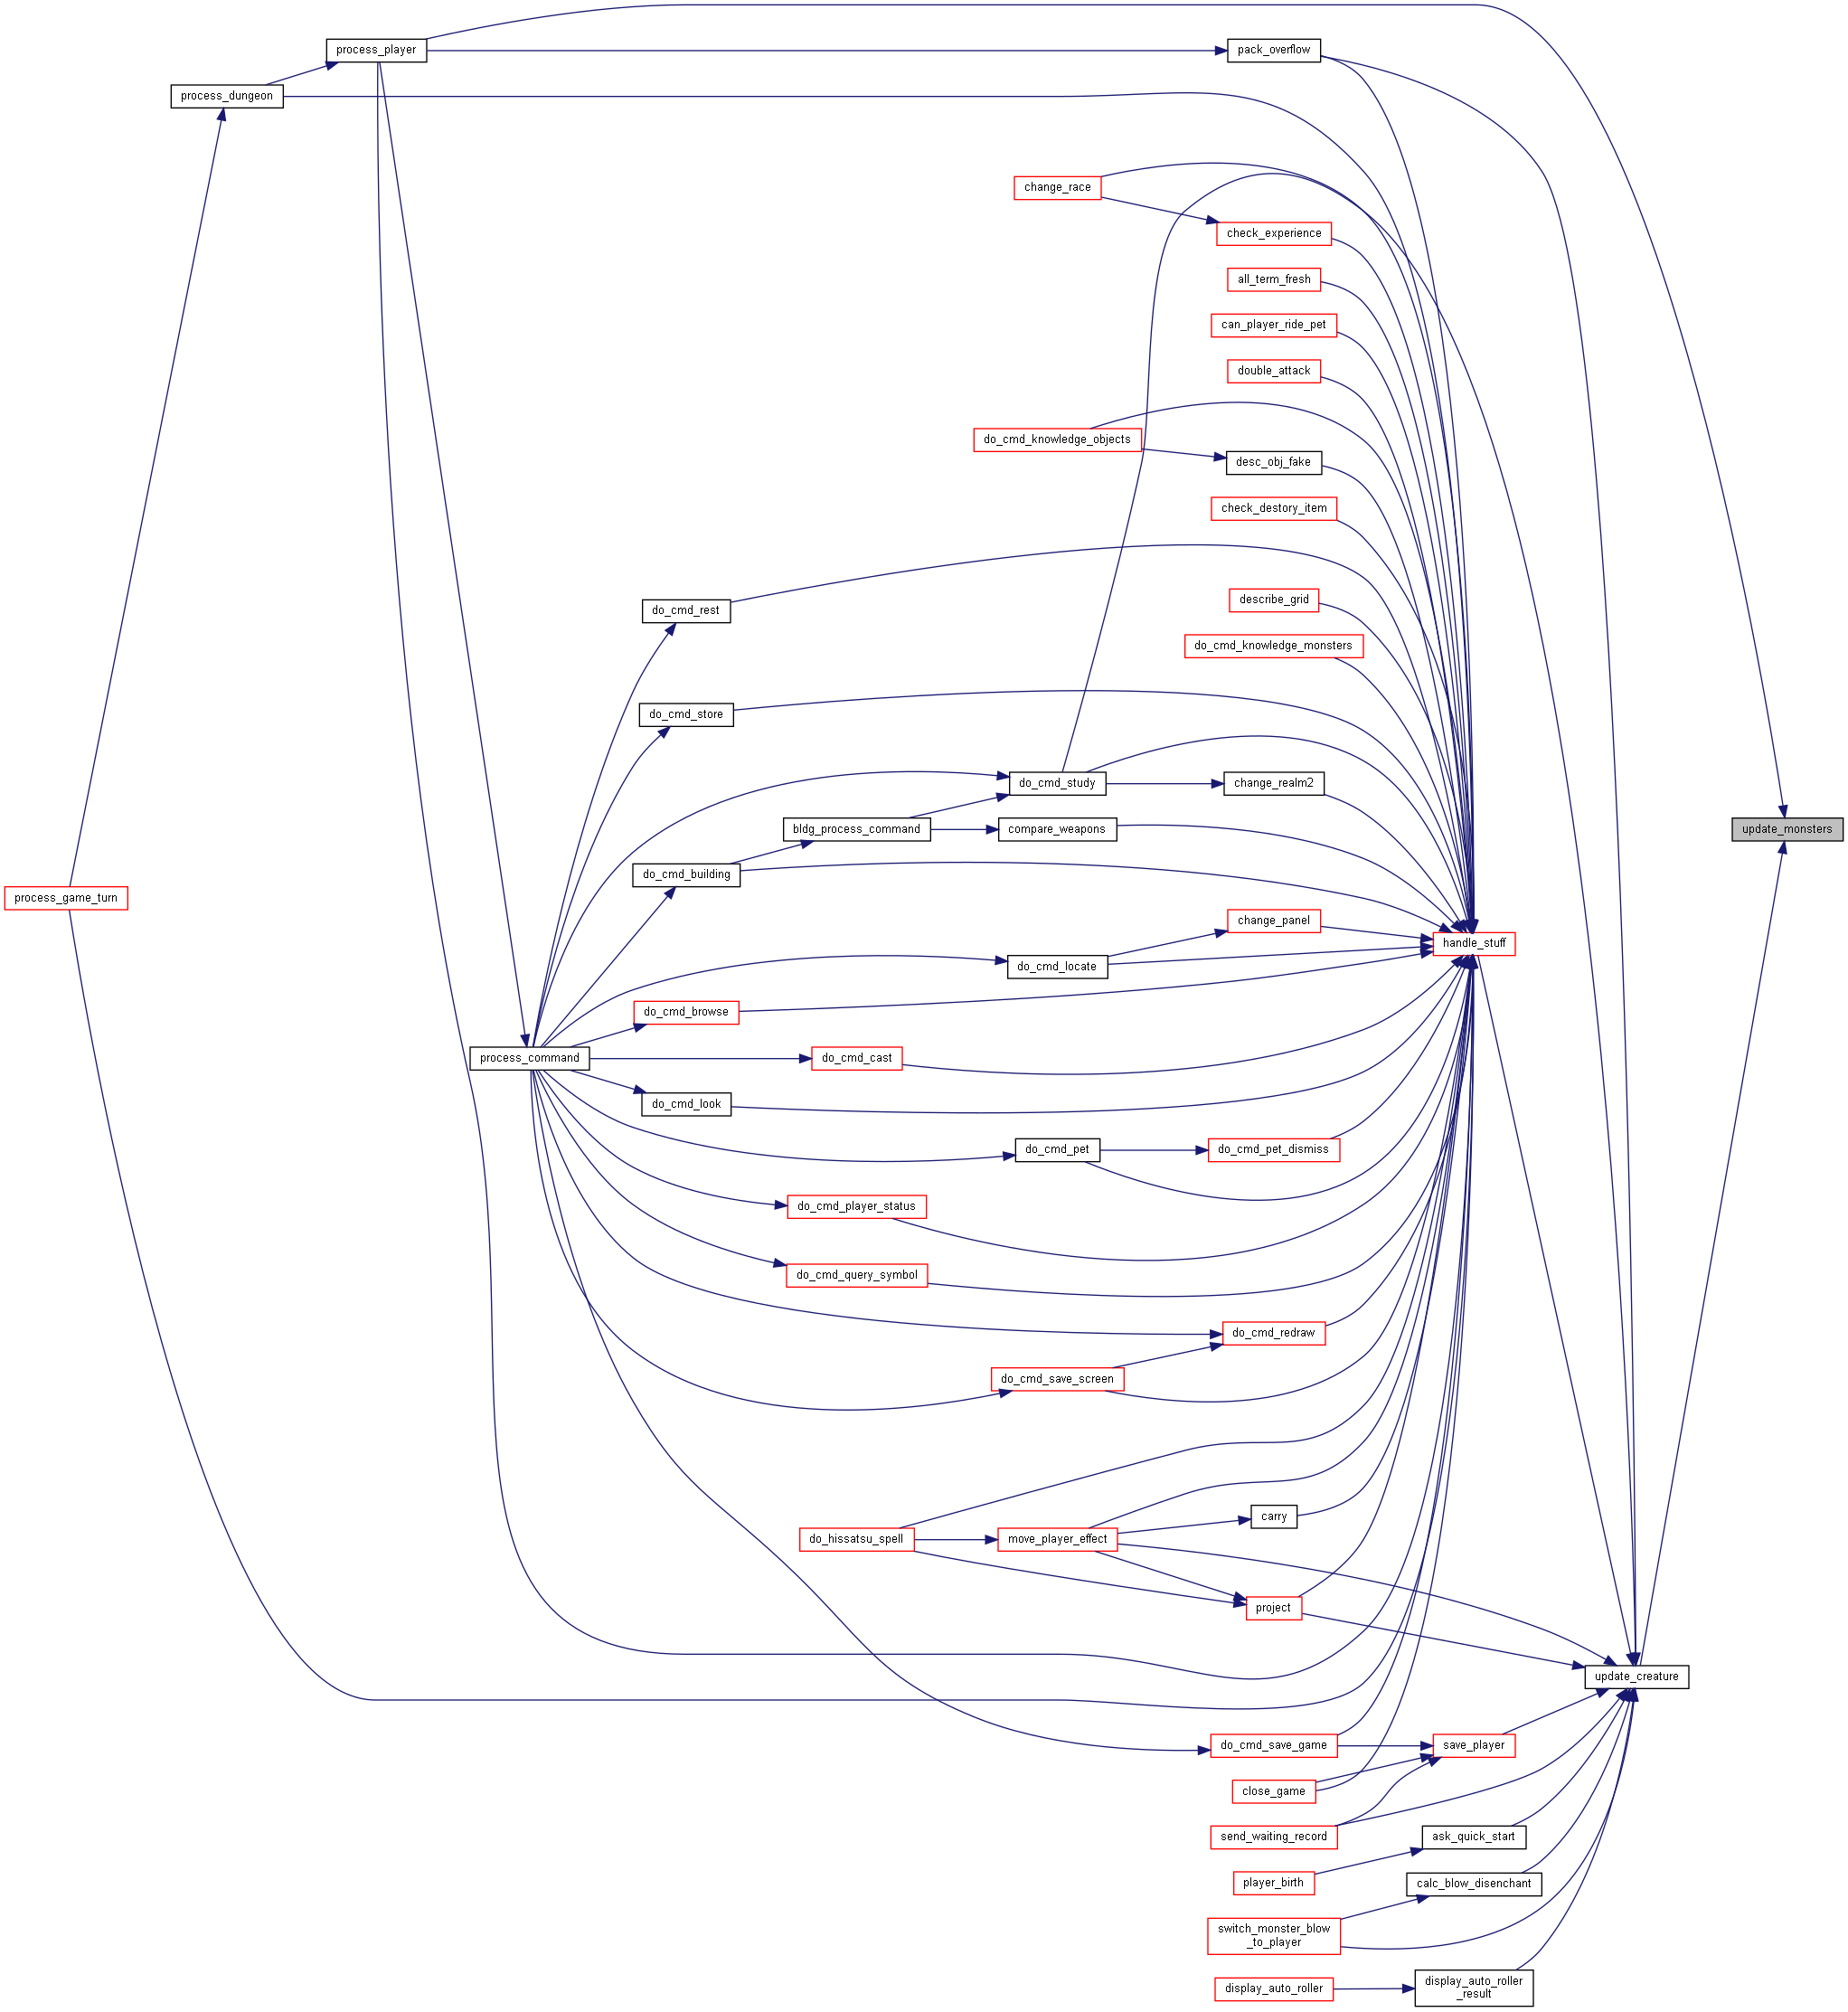 process_player
pack_overflow
process_dungeon
change_race
check_experience
all_term_fresh
can_player_ride_pet
double_attack
do_cmd_knowledge_objects
desc_obj_fake
check_destory_item
describe_grid
do_cmd_rest
do_cmd_knowledge_monsters
do_cmd_store
do_cmd_study
change_realm2
bldg_process_command
compare_weapons
update_monsters
do_cmd_building
process_game_turn
change_panel
handle_stuff
do_cmd_locate
do_cmd_browse
process_command
do_cmd_cast
do_cmd_look
do_cmd_pet
do_cmd_pet_dismiss
do_cmd_player_status
do_cmd_query_symbol
do_cmd_redraw
do_cmd_save_screen
carry
do_hissatsu_spell
move_player_effect
project
update_creature
do_cmd_save_game
save_player
close_game
send_waiting_record
ask_quick_start
player_birth
calc_blow_disenchant
switch_monster_blow
_to_player
display_auto_roller
display_auto_roller
_result